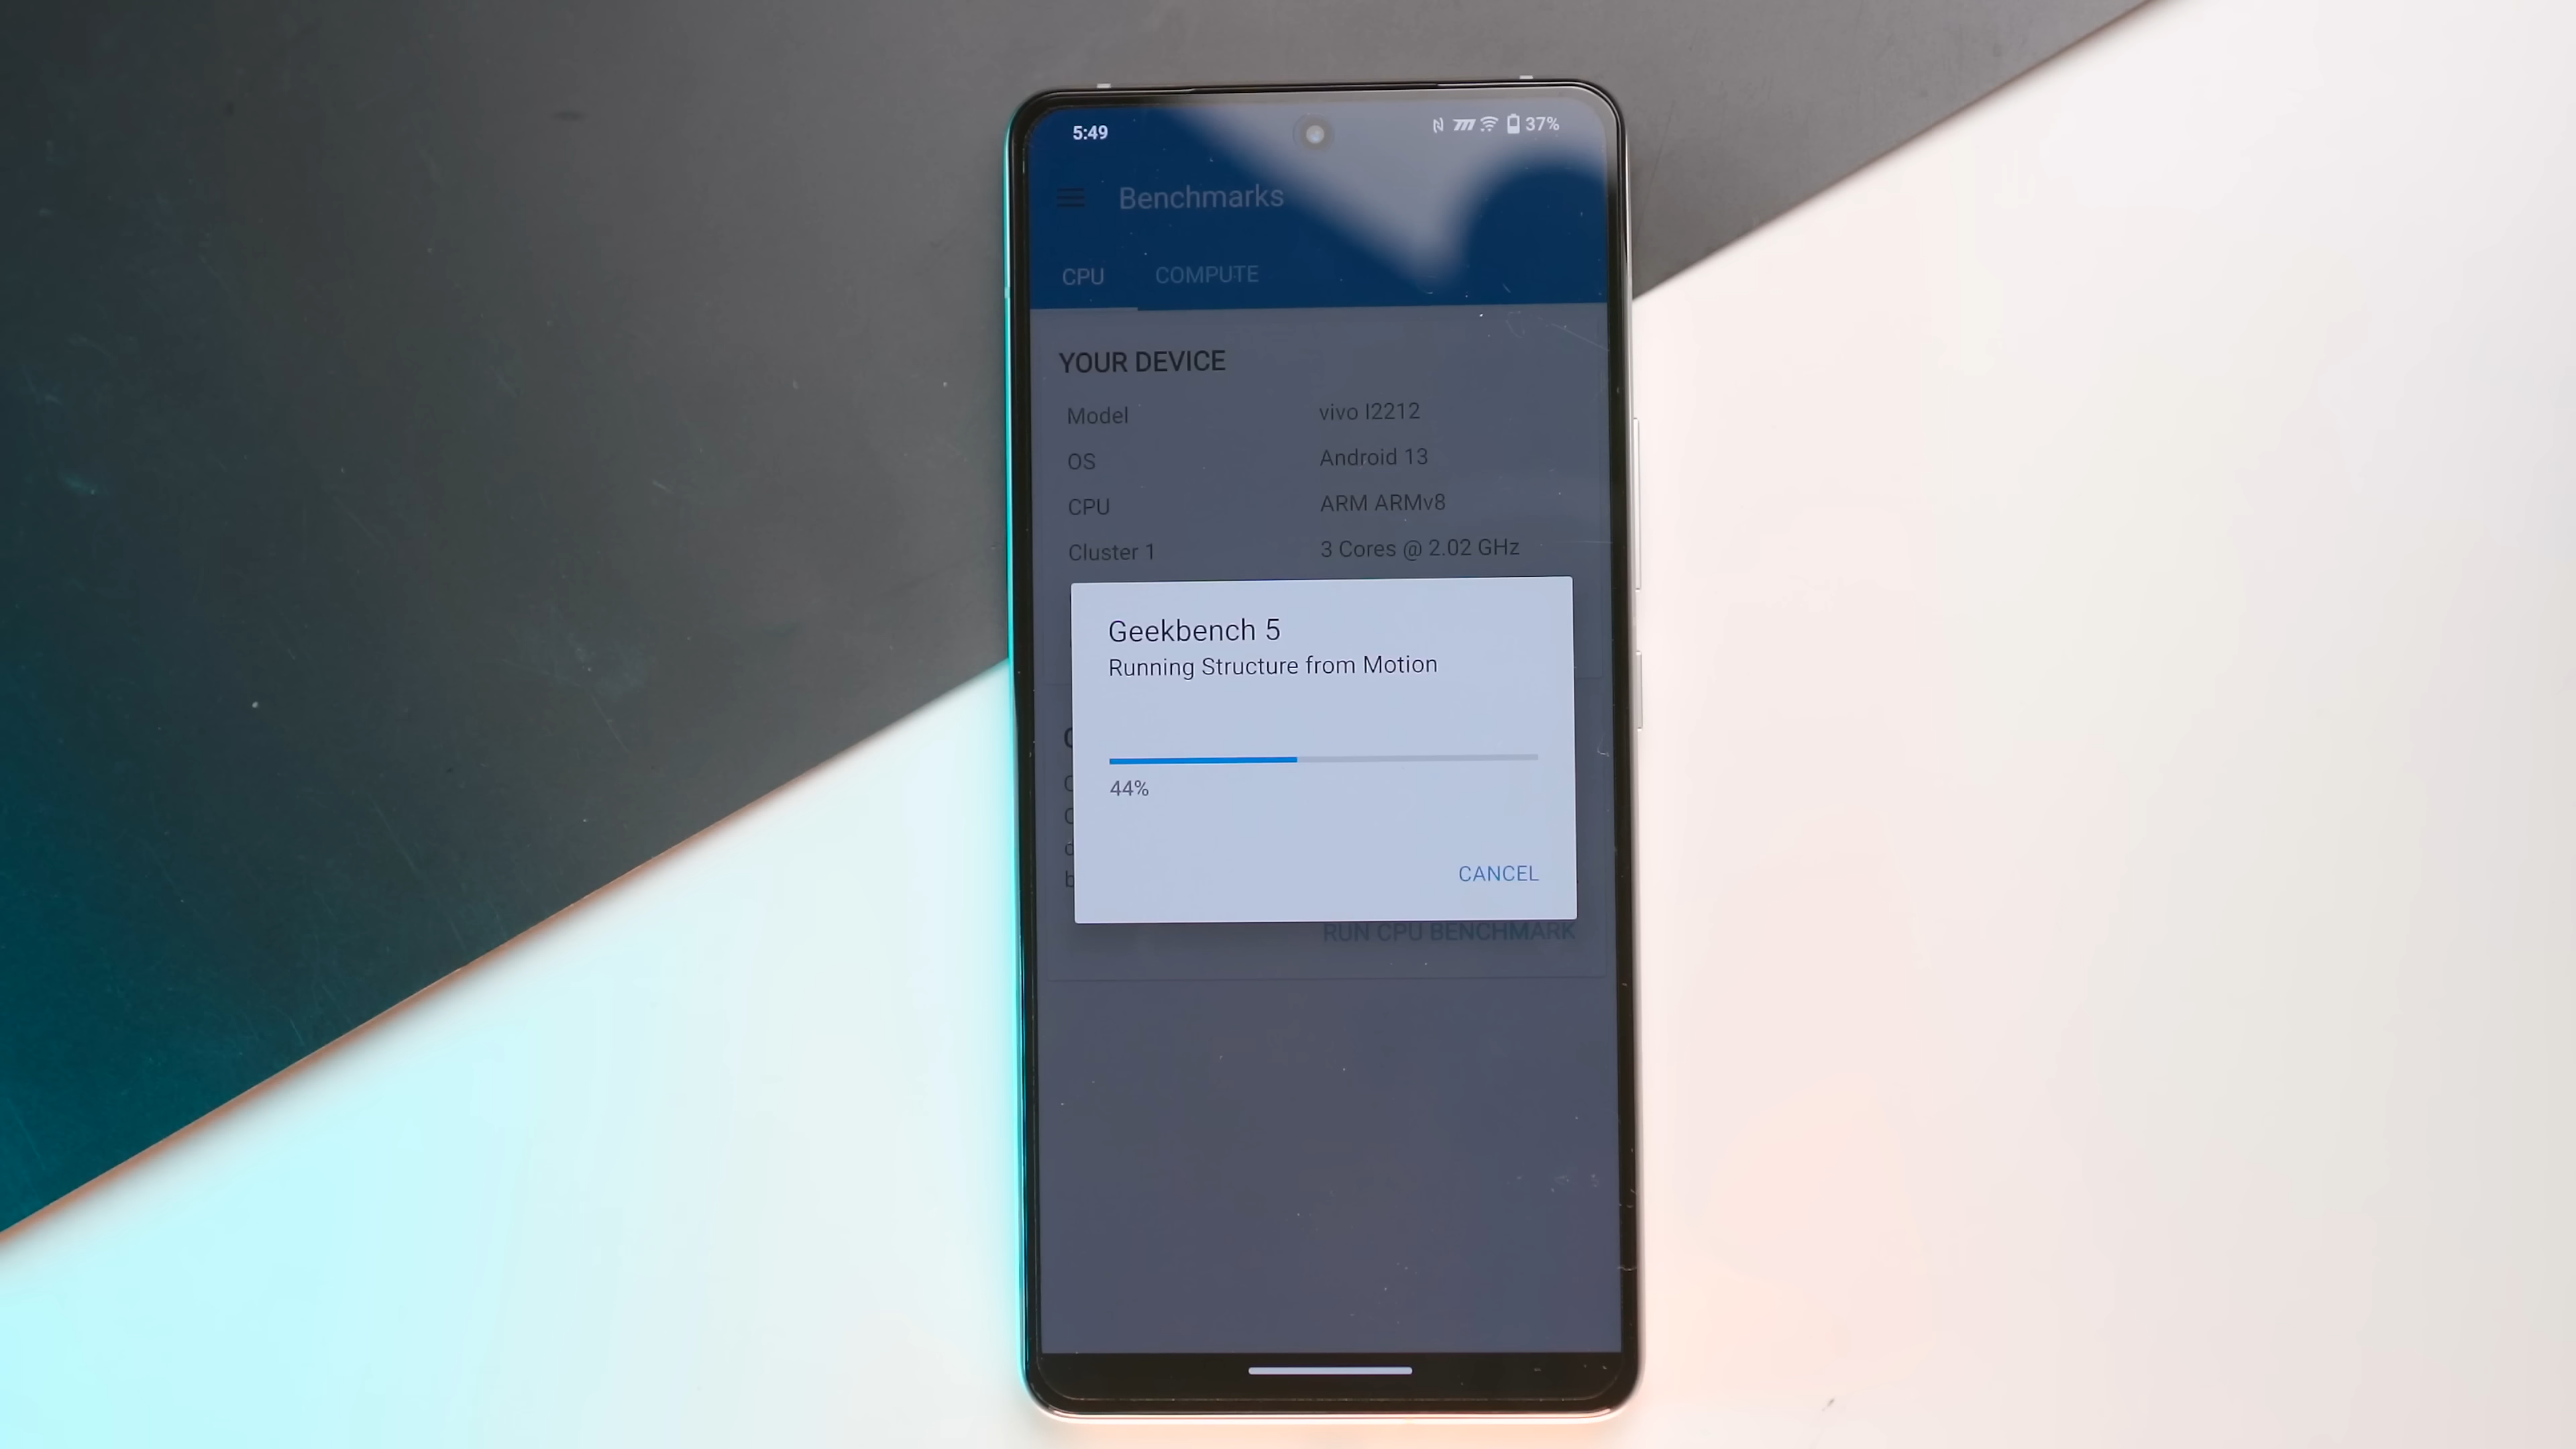 5:49
37%
Benchmarks
CPU COMPUTE
YOUR DEVICE
Model vivo I2212
OS Android 13
CPU ARM ARMv8
Cluster 1 3 Cores @ 2.02 GHz
Geekbench 5
Running Structure from Motion
44%
CANCEL
RUN CPU BENCHMARK